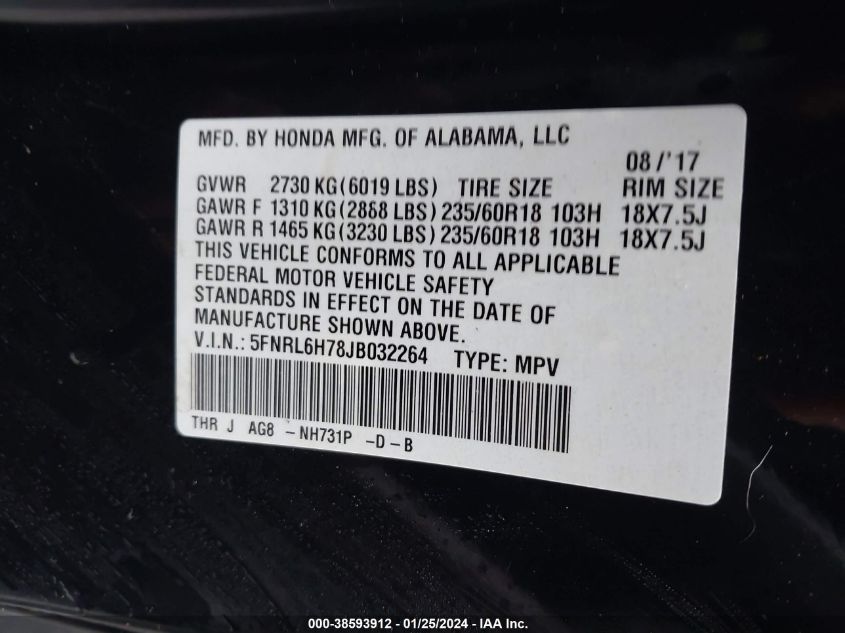 MFD. BY HONDA MFG. OF ALABAMA, LLC
08/'17
GVWR 2730 KG(6019 LBS) TIRE SIZE RIM SIZE
GAWR F 1310 KG(2888 LBS) 235/60R18 103H 18X7.5J
GAWR R 1465 KG(3230 LBS) 235/60R18 103H 18X7.5J
THIS VEHICLE CONFORMS TO ALL APPLICABLE
FEDERAL MOTOR VEHICLE SAFETY
STANDARDS IN EFFECT ON THE DATE OF
MANUFACTURE SHOWN ABOVE.
V.I.N.: 5FNRL6H78JB032264 TYPE: MPV
THR J AG8 -NH731P -D-B
000-38593912 - 01/25/2024 - IAA Inc.